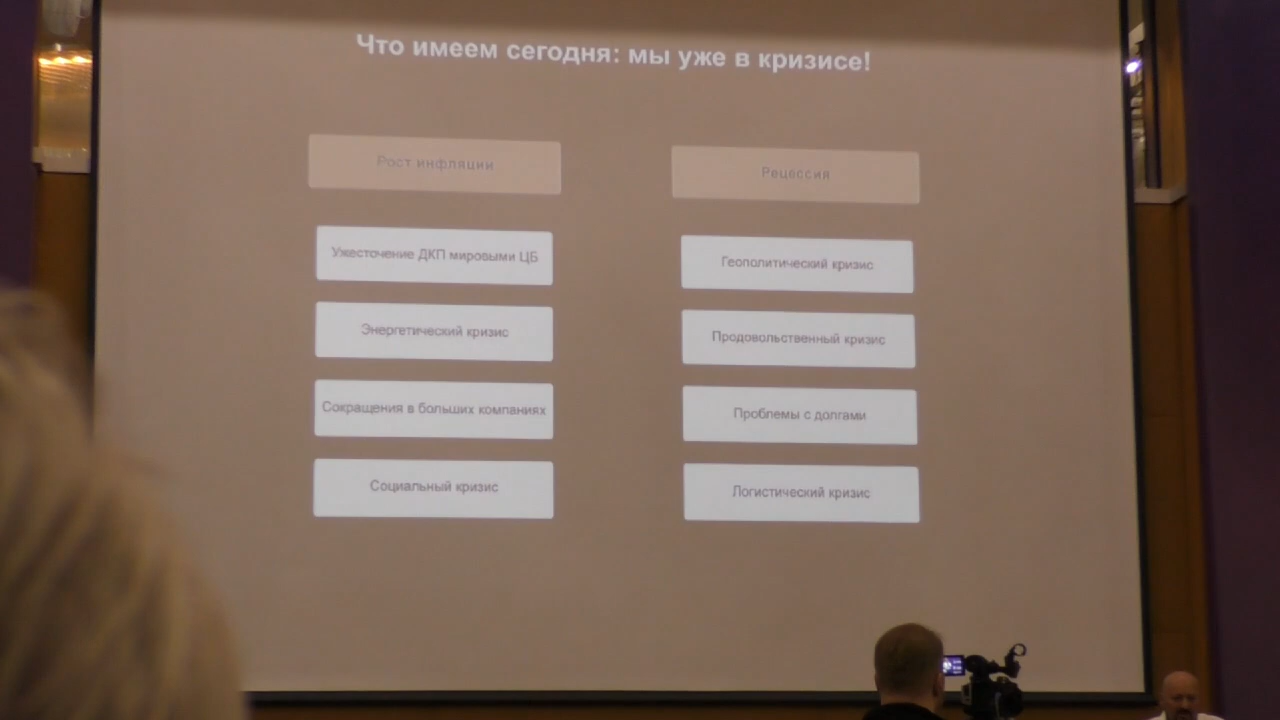 Что имеем сегодня: мы уже в кризисе!
Рост инфляции
Рецессия
Ужесточение ДКП мировыми ЦБ
Геополитический кризис
Энергетический кризис
Продовольственный кризис
Сокращения в больших компаниях
Проблемы с долгами
Социальный кризис
Логистический кризис